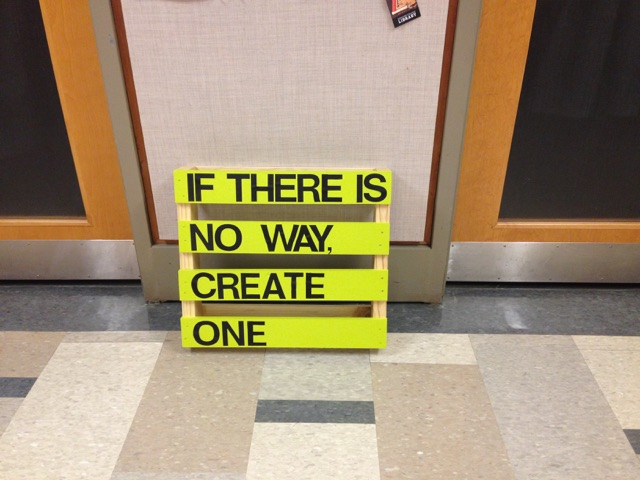 IF THERE IS
NO WAY,
CREATE
ONE